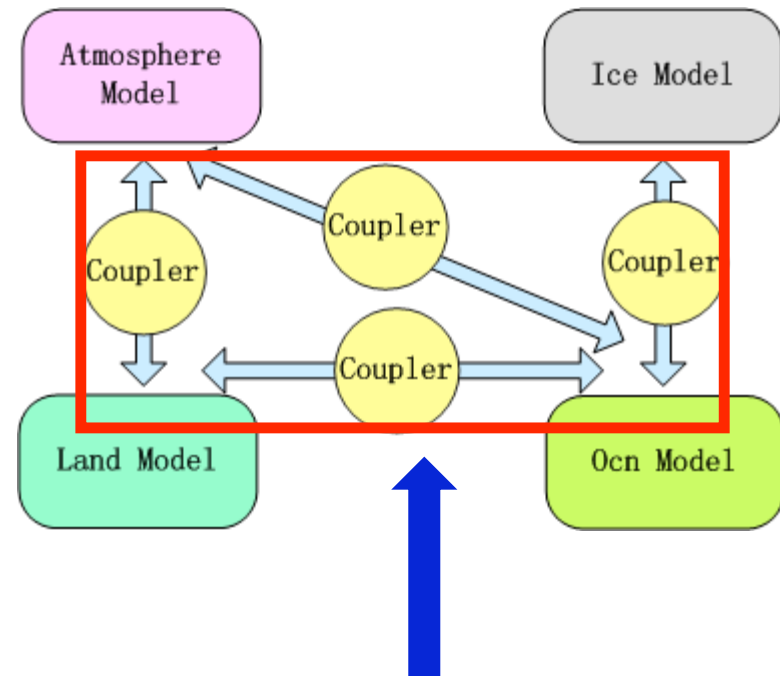 Atmosphere
Model
Ice Model
Coupler
Coupler
Coupler
Coupler
Land Model
Ocn Model